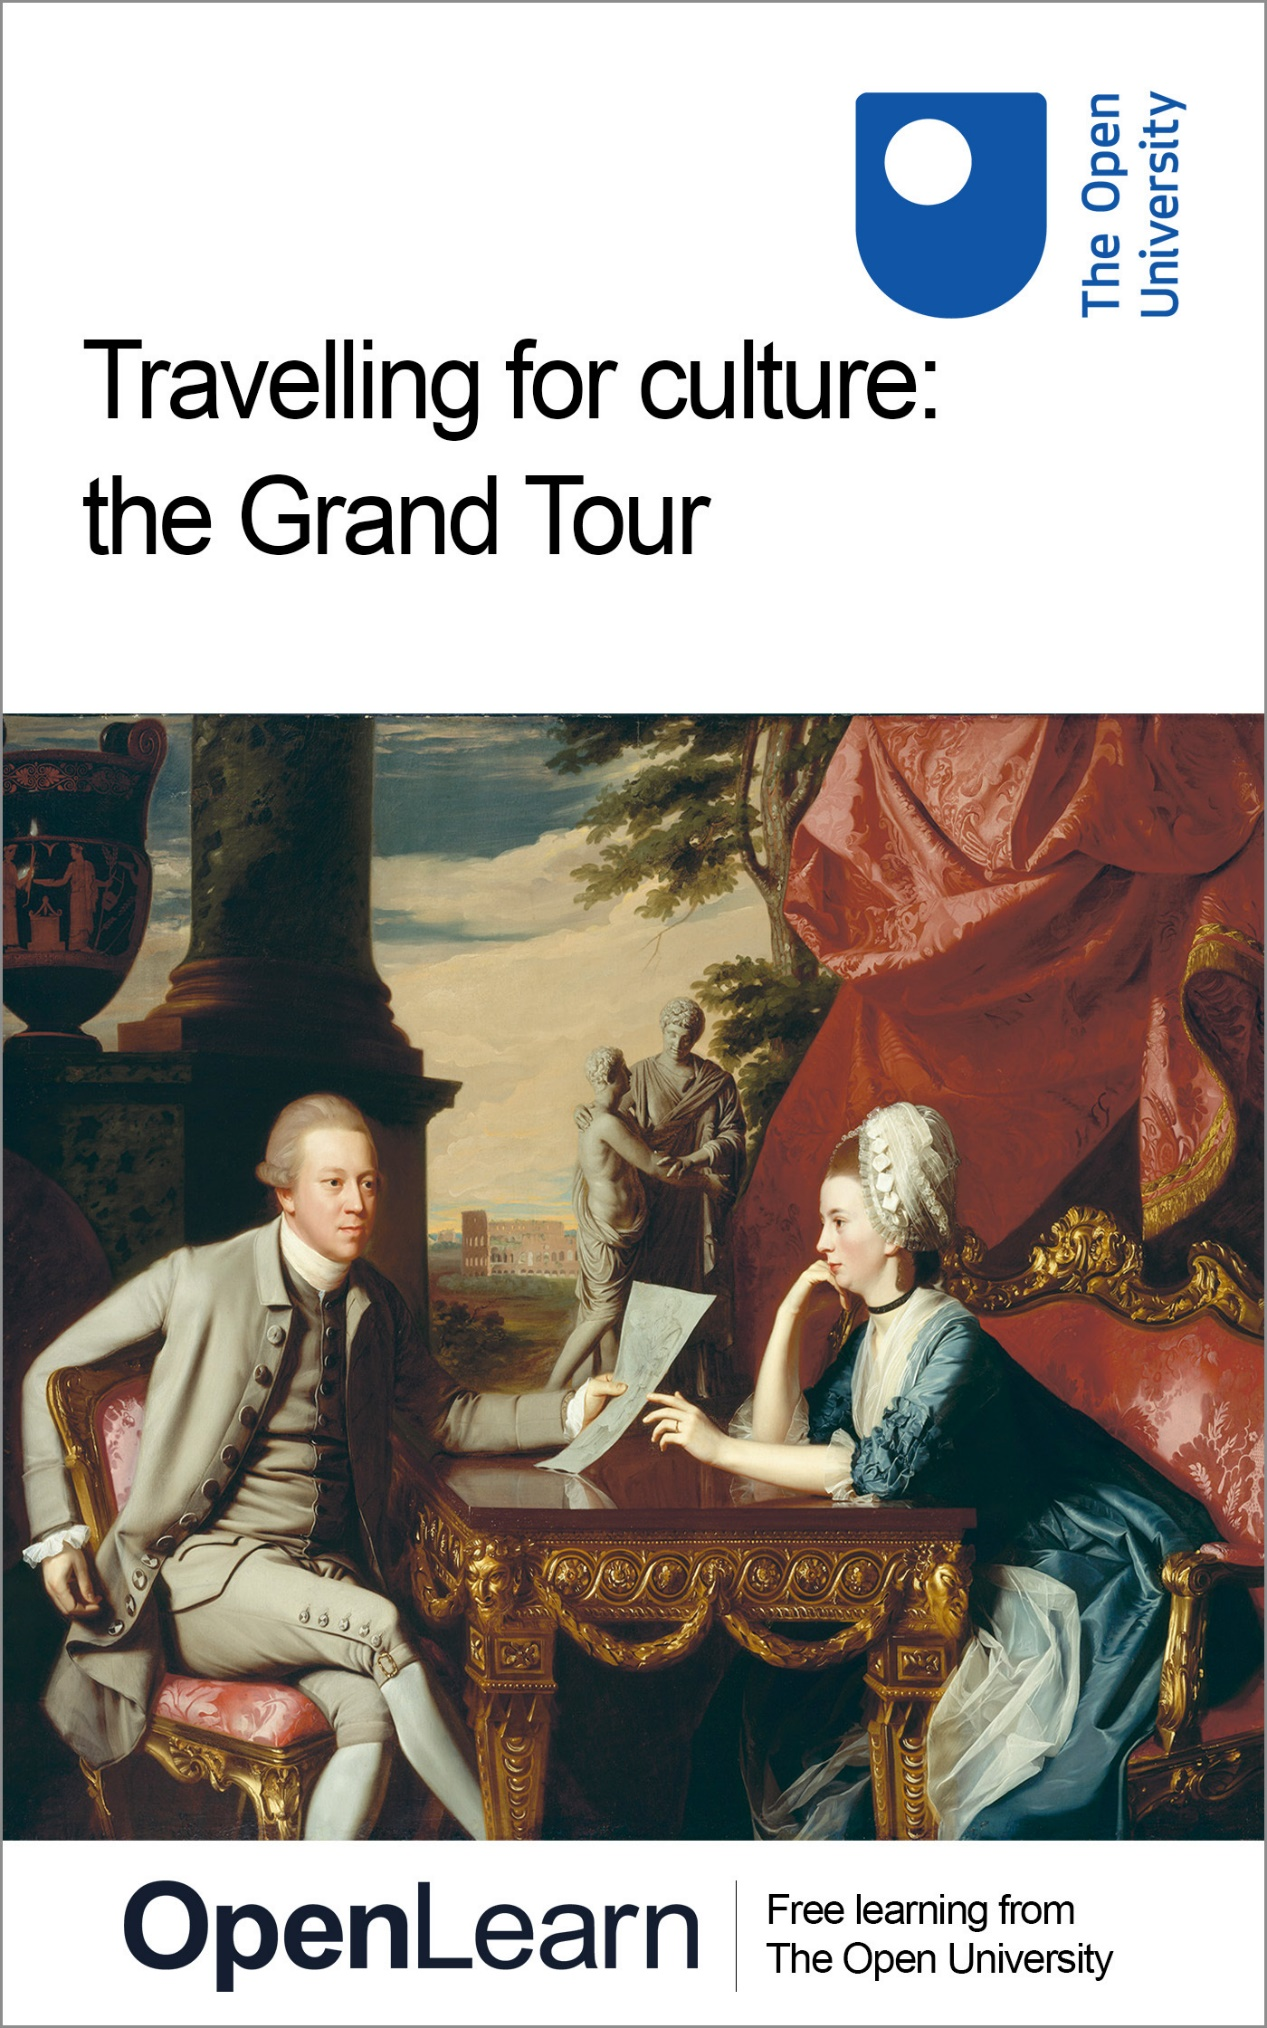 The Open
University
Travelling for culture:
the Grand Tour
OpenLearn
Free learning from
The Open University